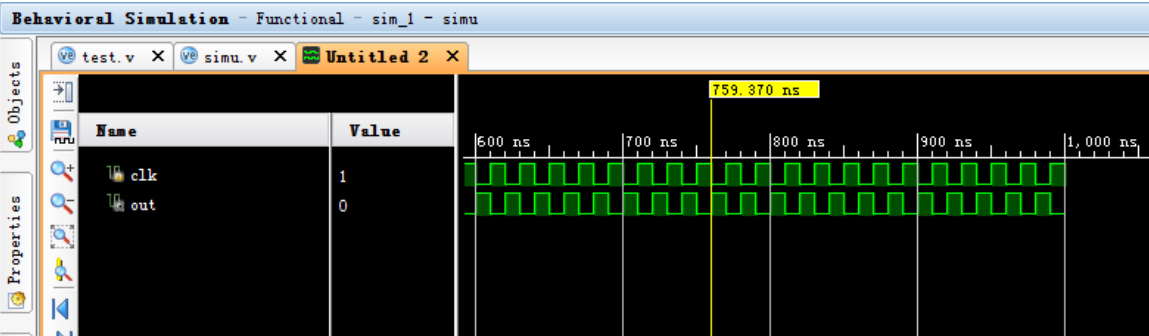 Behavioral Simulation - Functional - sim_1 - simu
Objects
Properties
test.v simu.v Untitled 2
759.370 ns
Name Value
600 ns 700 ns 800 ns 900 ns 1,000 ns
clk 1
out 0